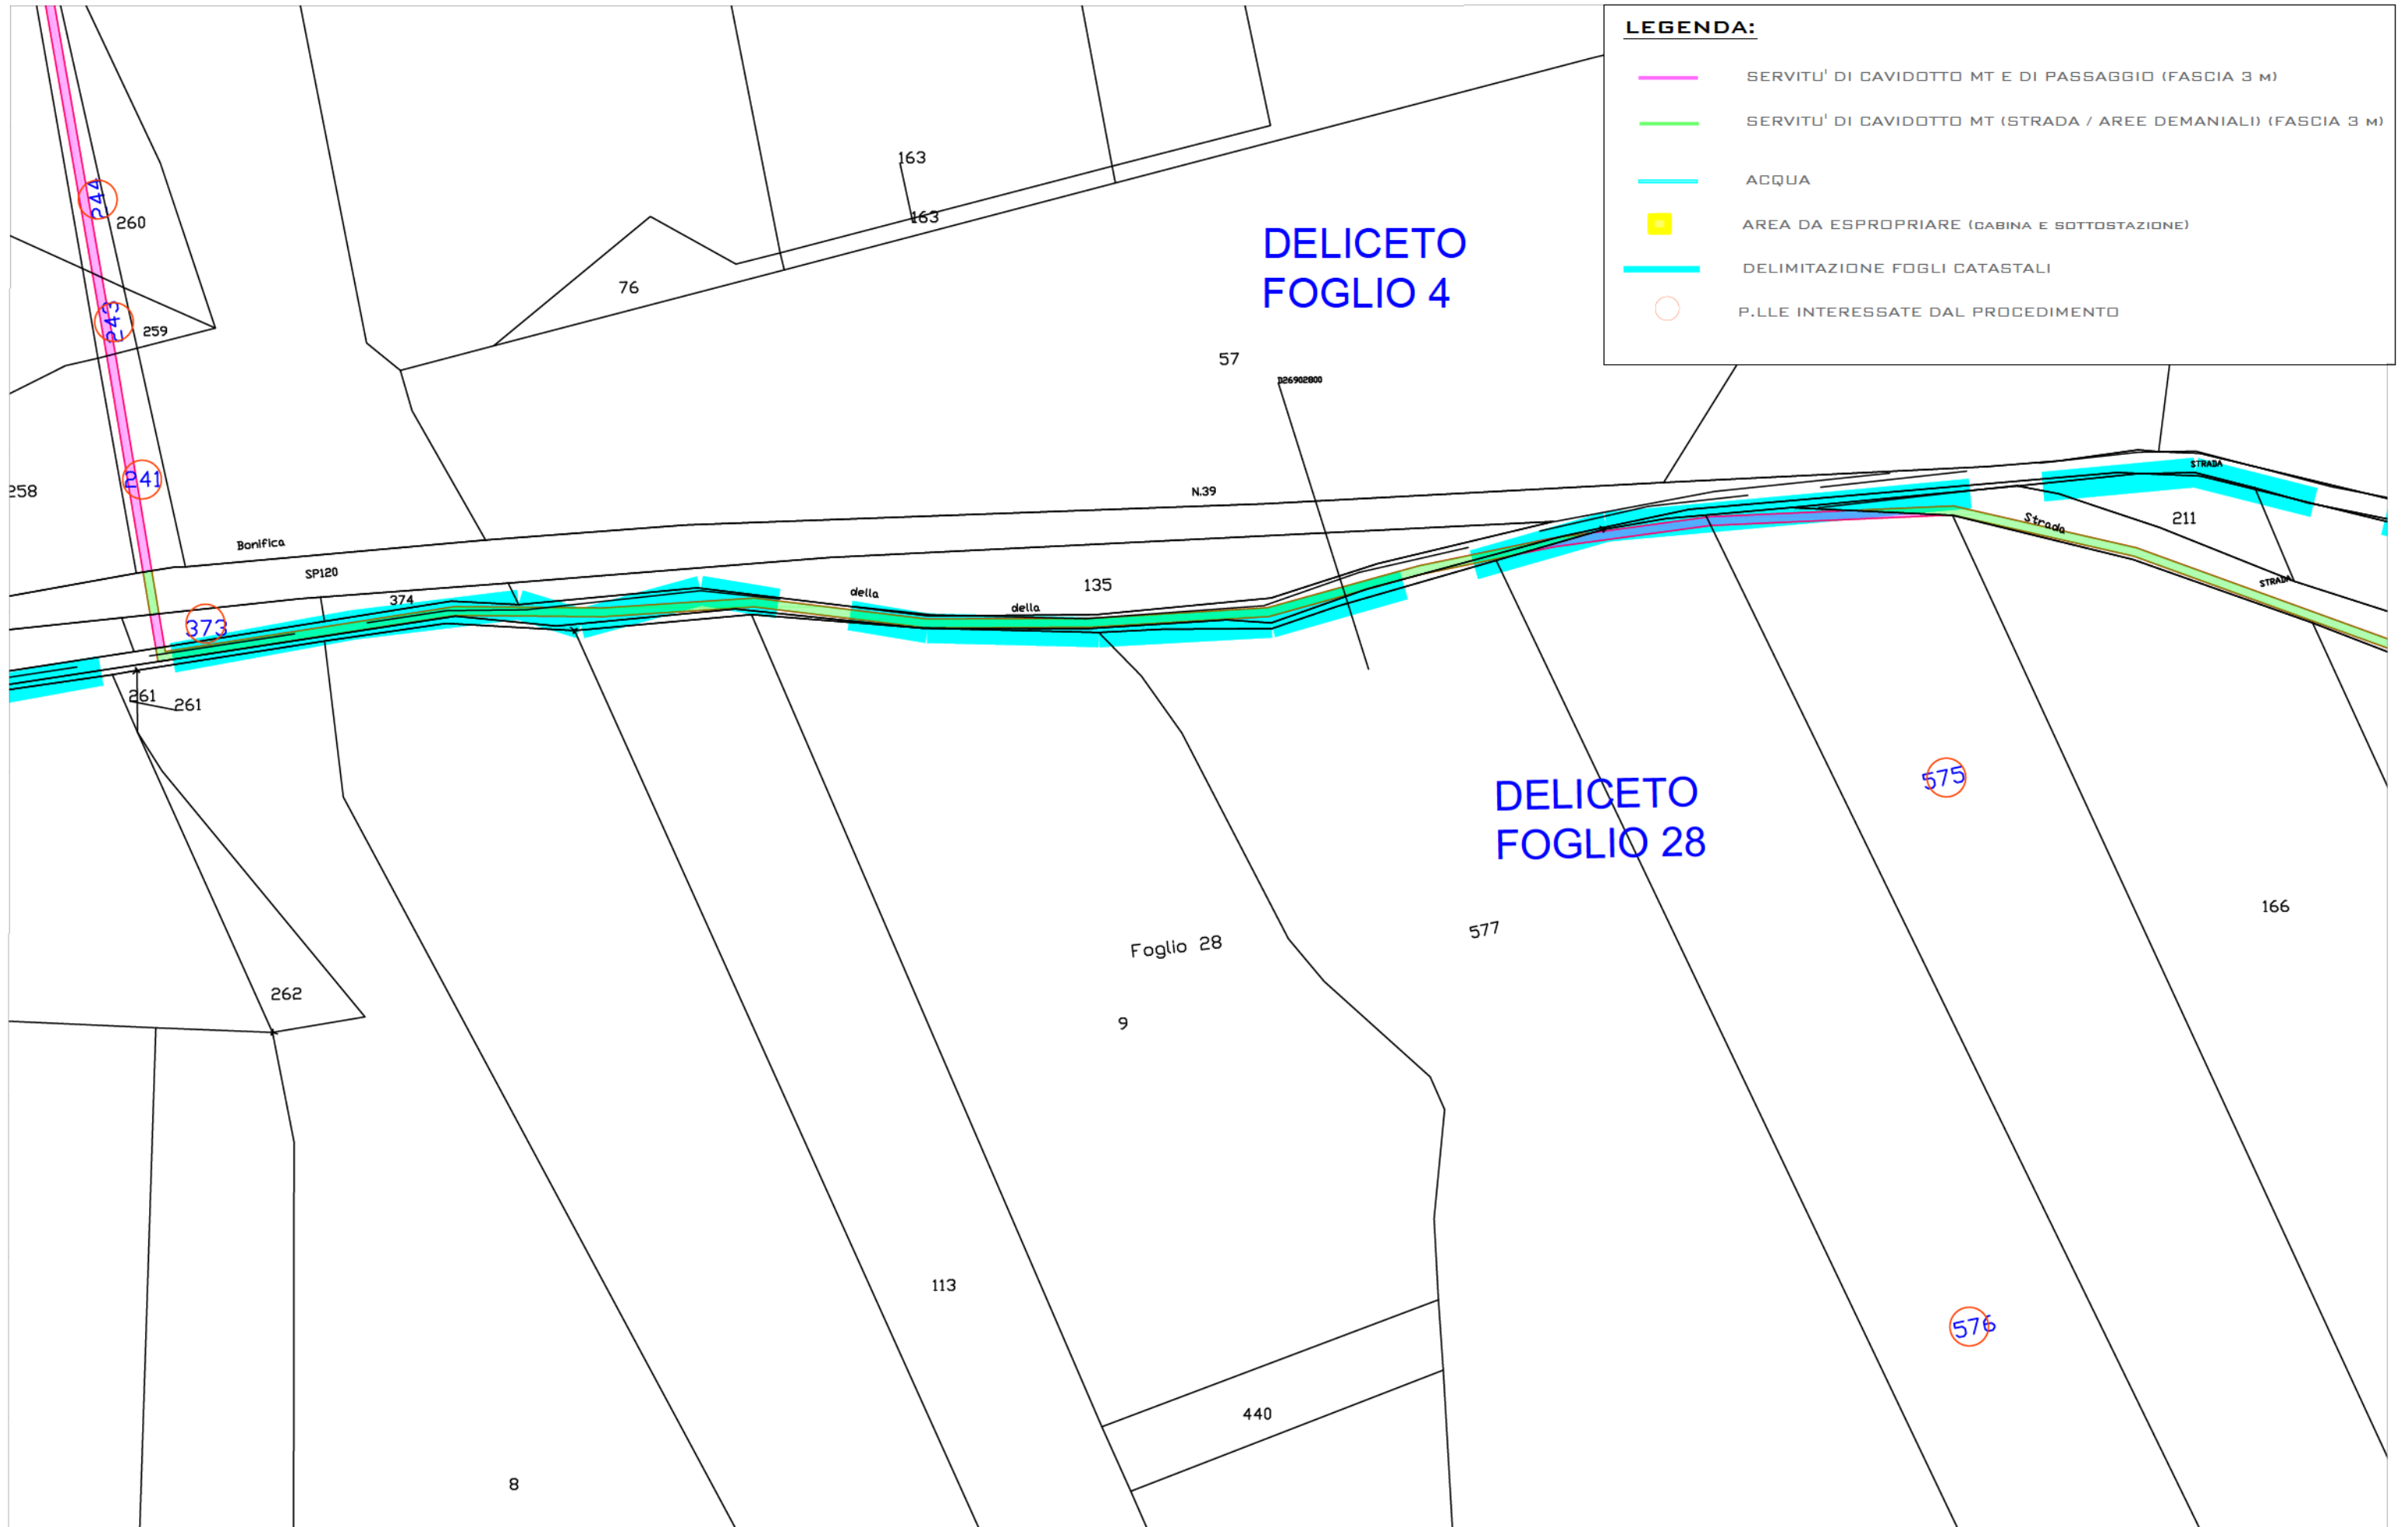 LEGENDA:
SERVITU' DI CAVIDOTTO MT E DI PASSAGGIO (FASCIA 3 M)
SERVITU' DI CAVIDOTTO MT (STRADA / AREE DEMANIALI) (FASCIA 3 M)
ACQUA
AREA DA ESPROPRIARE (CABINA E SOTTOSTAZIONE)
DELIMITAZIONE FOGLI CATASTALI
P.LLE INTERESSATE DAL PROCEDIMENTO
163
244
260
163
DELICETO
FOGLIO 4
76
243
259
57
D26902800
STRADA
241
258
N.39
211
Strada
Bonifica
SP120
STRADA
135
della
374
della
373
261
261
575
DELICETO
FOGLIO 28
166
577
Foglio 28
262
9
113
576
440
8